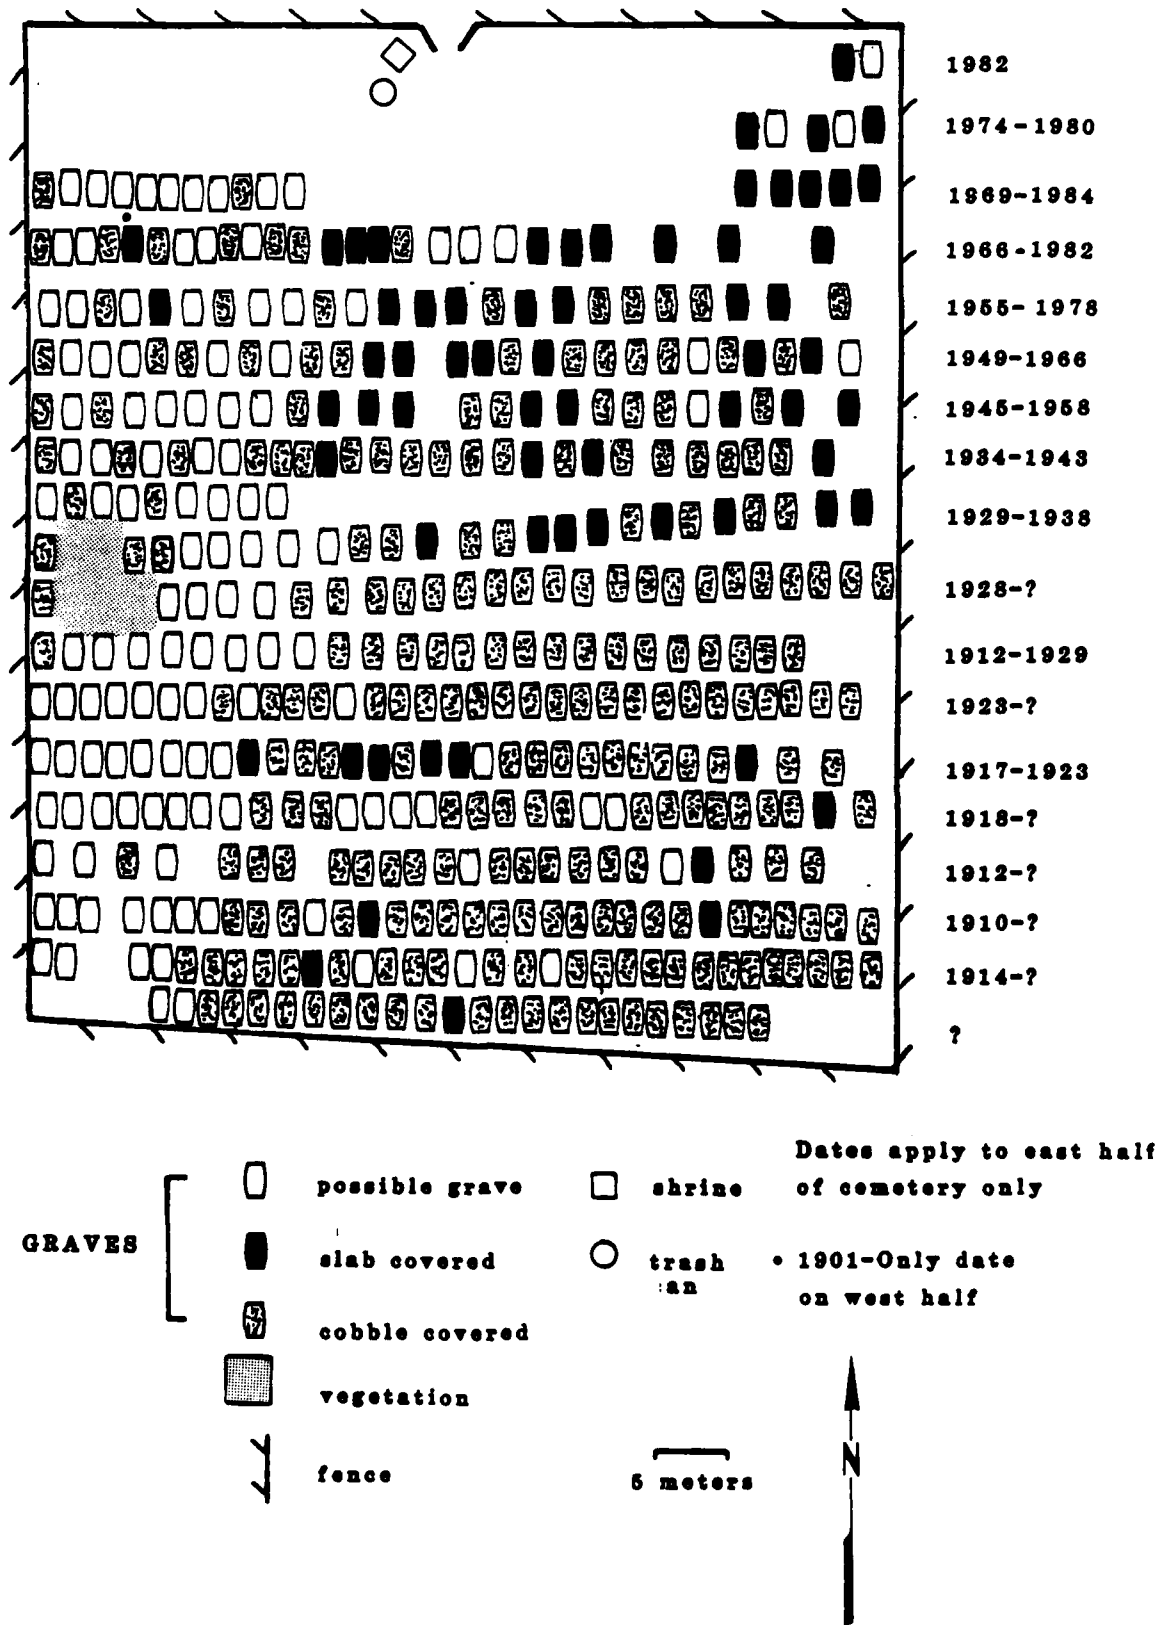 1982
1974-1980
1969-1984
1966-1982
1955-1978
1949-1966
1945-1958
1934-1943
1929-1938
1928-?
1912-1929
1923-?
1917-1923
1918-?
1912-?
1910-?
1914-?
?
GRAVES
possible grave
slab covered
cobble covered
vegetation
fence
shrine
trash
an
Dates apply to east half
of cemetery only
• 1901-Only date
on west half
5 meters
N